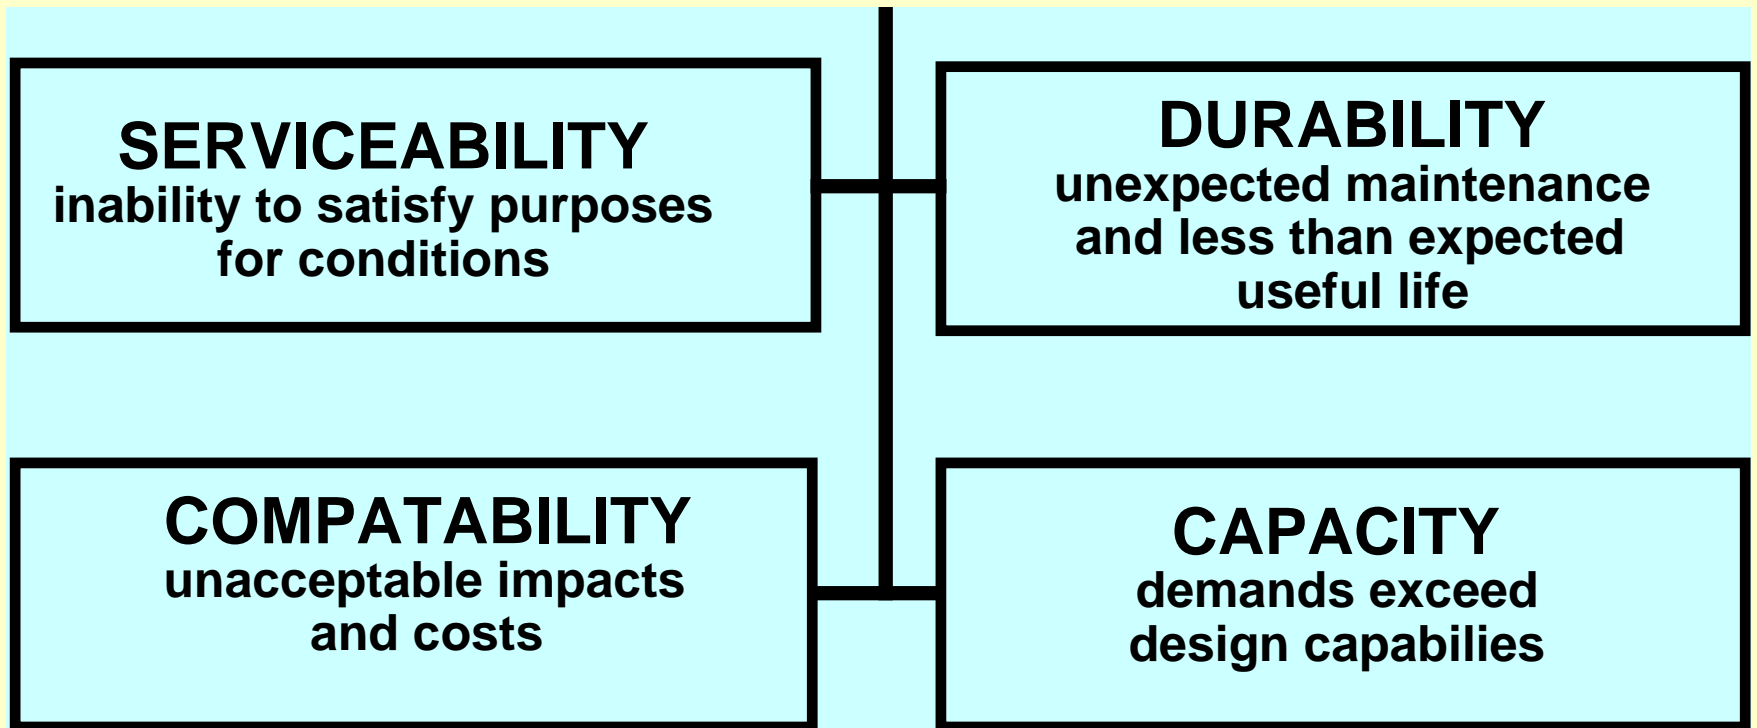 SERVICEABILITY
inability to satisfy purposes
for conditions
DURABILITY
unexpected maintenance
and less than expected
useful life
COMPATABILITY
unacceptable impacts
and costs
CAPACITY
demands exceed
design capabilies